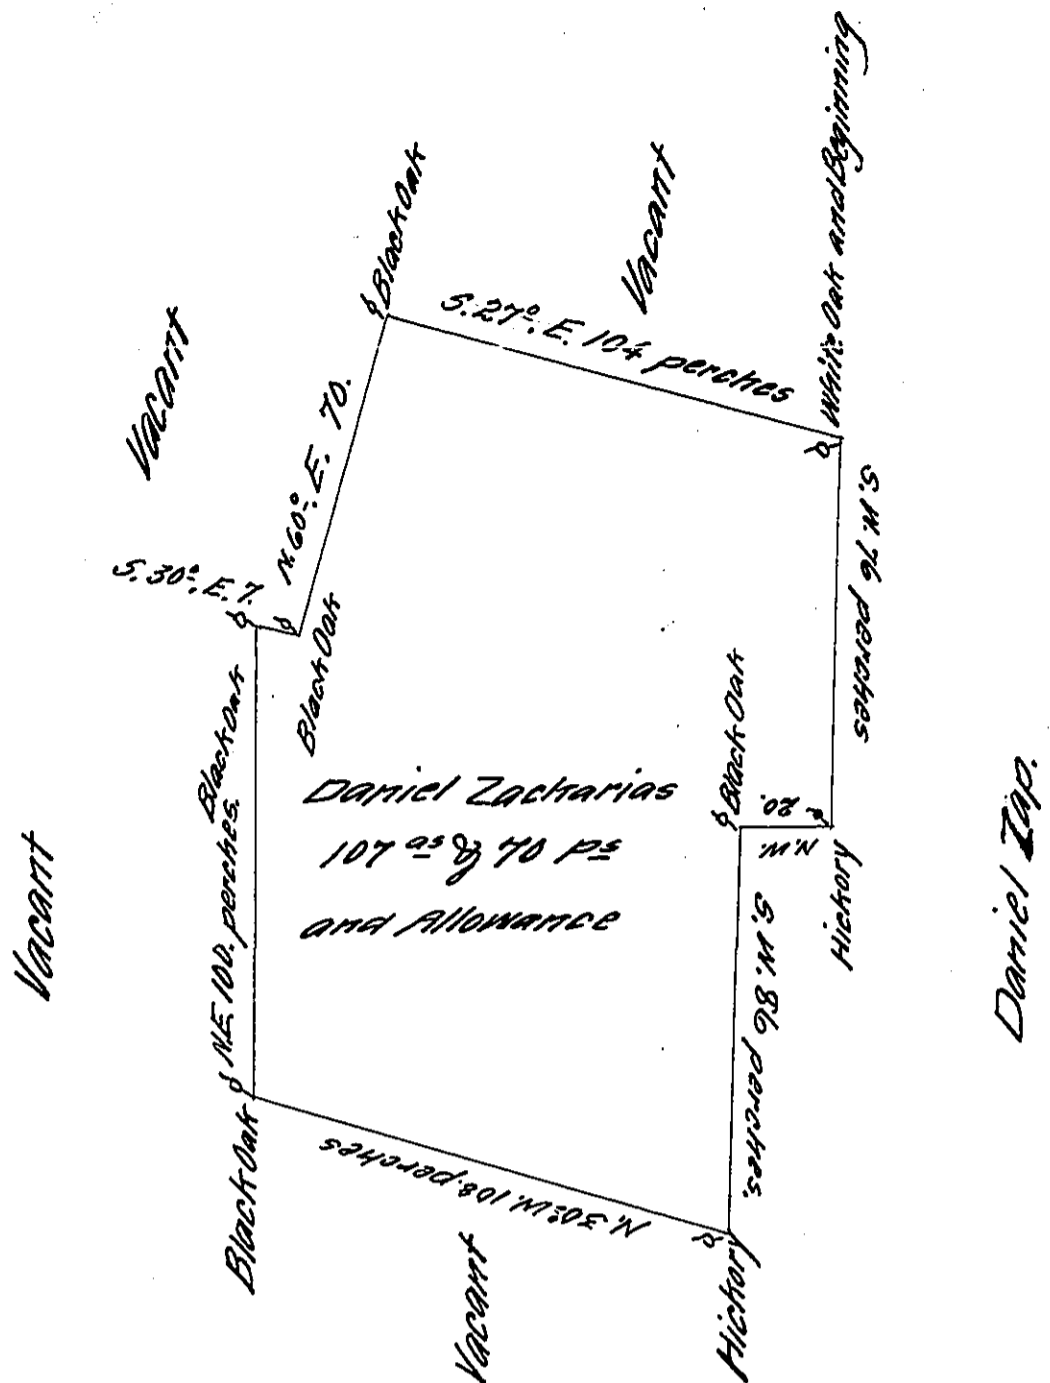 White Oak and Beginning
Black Oak
Vacant
S. 27° E. 104 perches
Vacant
N. 60° E. 70.
S. 30° E. 7.
Black Oak
Black Oak
N.E. 100. perches.
Vacant
Daniel Zackarias
107 as & 70 Ps
and Allowance
Black Oak
20.
N.W.
S. W. 76 perches
Hickory
S. W. 86 perches.
Daniel Zap.
Black Oak
N. 30° W. 108 perches
Vacant
Hickory